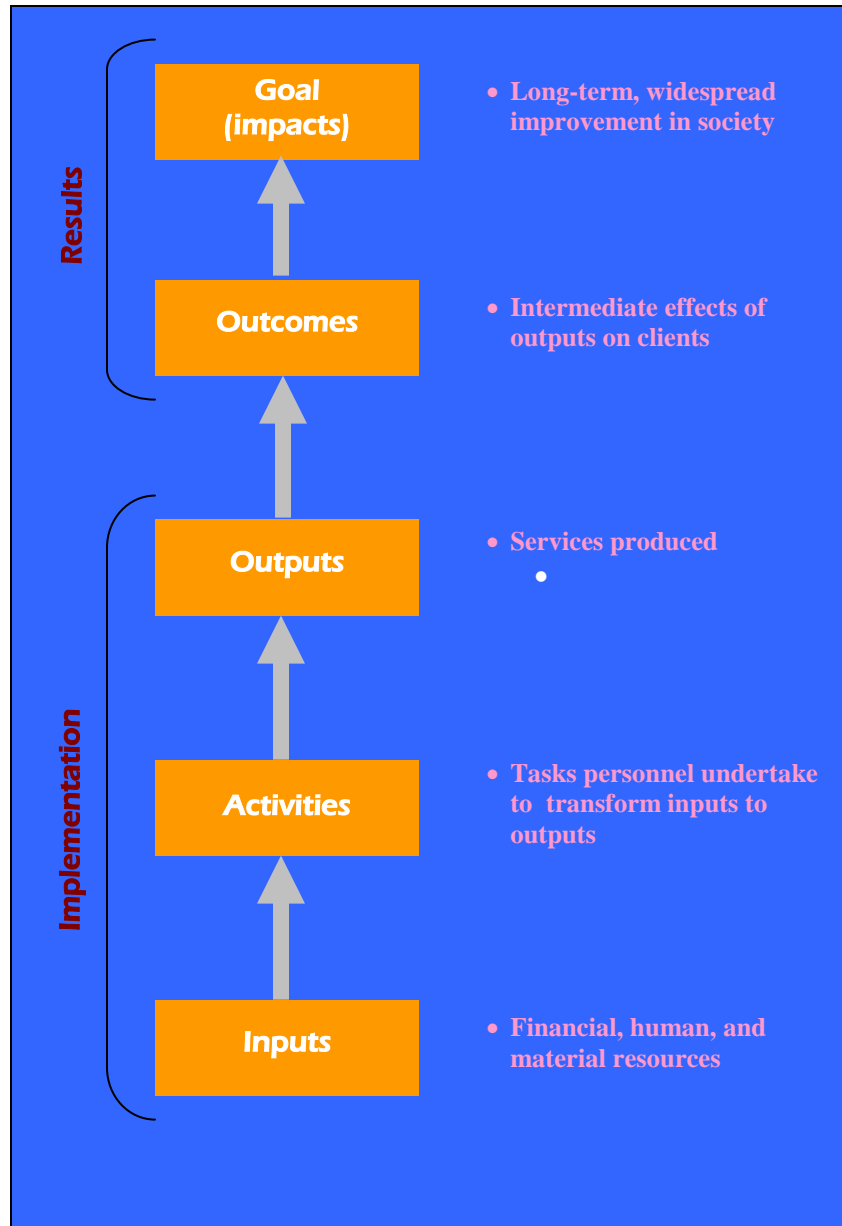 Results
Goal
(impacts)
• Long-term, widespread
improvement in society
Outcomes
• Intermediate effects of
outputs on clients
Implementation
Outputs
• Services produced
•
Activities
• Tasks personnel undertake
to transform inputs to
outputs
Inputs
• Financial, human, and
material resources